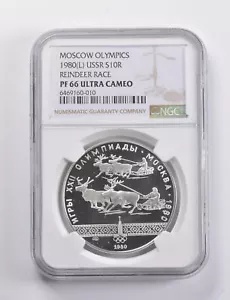 MOSCOW OLYMPICS
1980(L) USSR S10R
REINDEER RACE
PF 66 ULTRA CAMEO
6469160-010
NUMISMATIC GUARANTY COMPANY
NGC
ИГРЫ XXII ОЛИМПИАДЫ • МОСКВА • 1980
1980